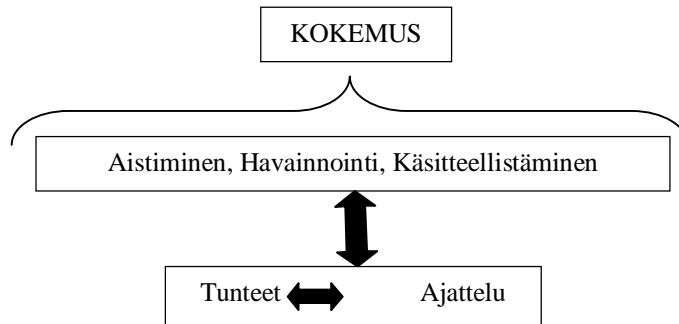 KOKEMUS
Aistiminen, Havainnointi, Käsitteellistäminen
Tunteet Ajattelu